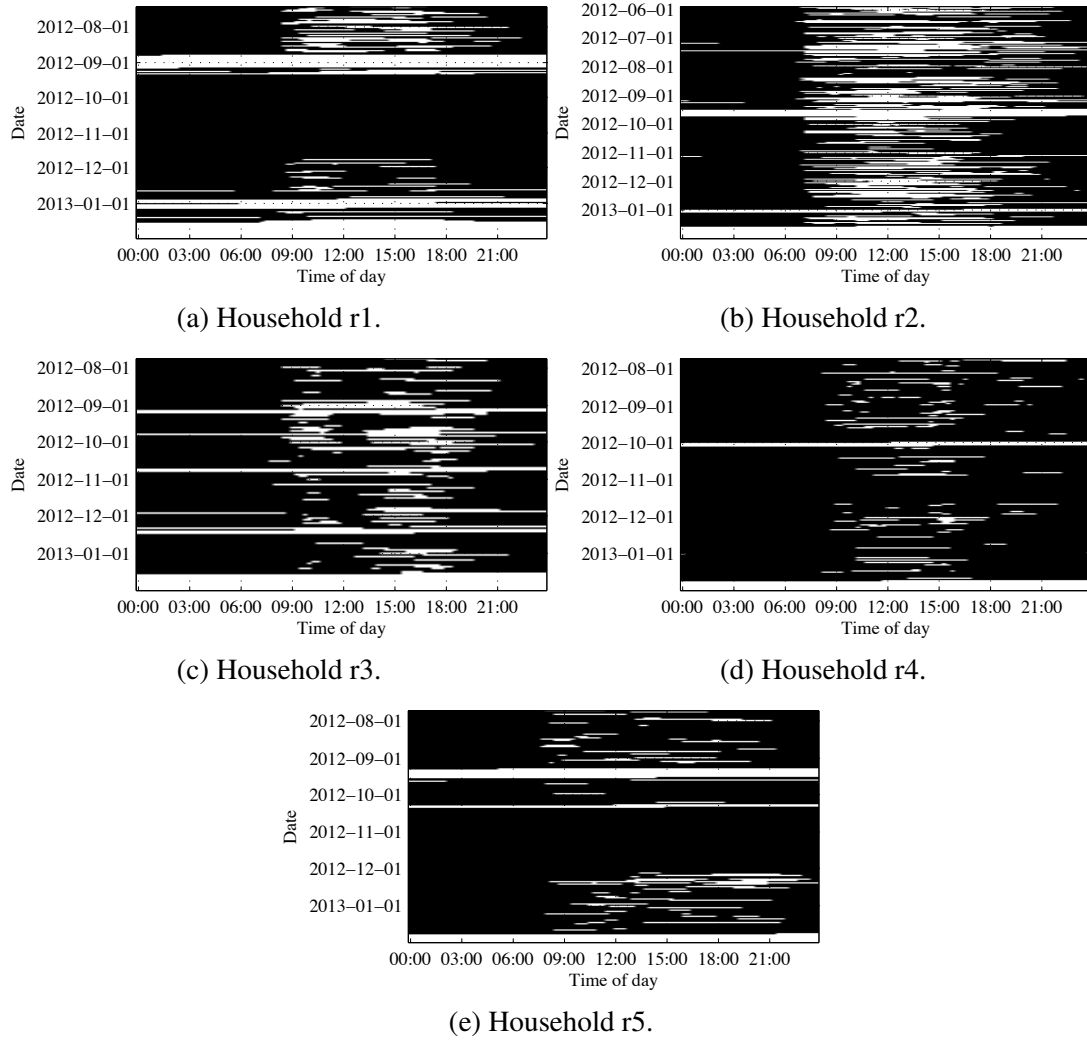 2012–08–01
2012–09–01
2012–10–01
2012–11–01
2012–12–01
2013–01–01
Date
00:00 03:00 06:00 09:00 12:00 15:00 18:00 21:00
Time of day
(a) Household r1.
2012–06–01
2012–07–01
2012–08–01
2012–09–01
2012–10–01
2012–11–01
2012–12–01
2013–01–01
Date
00:00 03:00 06:00 09:00 12:00 15:00 18:00 21:00
Time of day
(b) Household r2.
2012–08–01
2012–09–01
2012–10–01
2012–11–01
2012–12–01
2013–01–01
Date
00:00 03:00 06:00 09:00 12:00 15:00 18:00 21:00
Time of day
(c) Household r3.
2012–08–01
2012–09–01
2012–10–01
2012–11–01
2012–12–01
2013–01–01
Date
00:00 03:00 06:00 09:00 12:00 15:00 18:00 21:00
Time of day
(d) Household r4.
2012–08–01
2012–09–01
2012–10–01
2012–11–01
2012–12–01
2013–01–01
Date
00:00 03:00 06:00 09:00 12:00 15:00 18:00 21:00
Time of day
(e) Household r5.